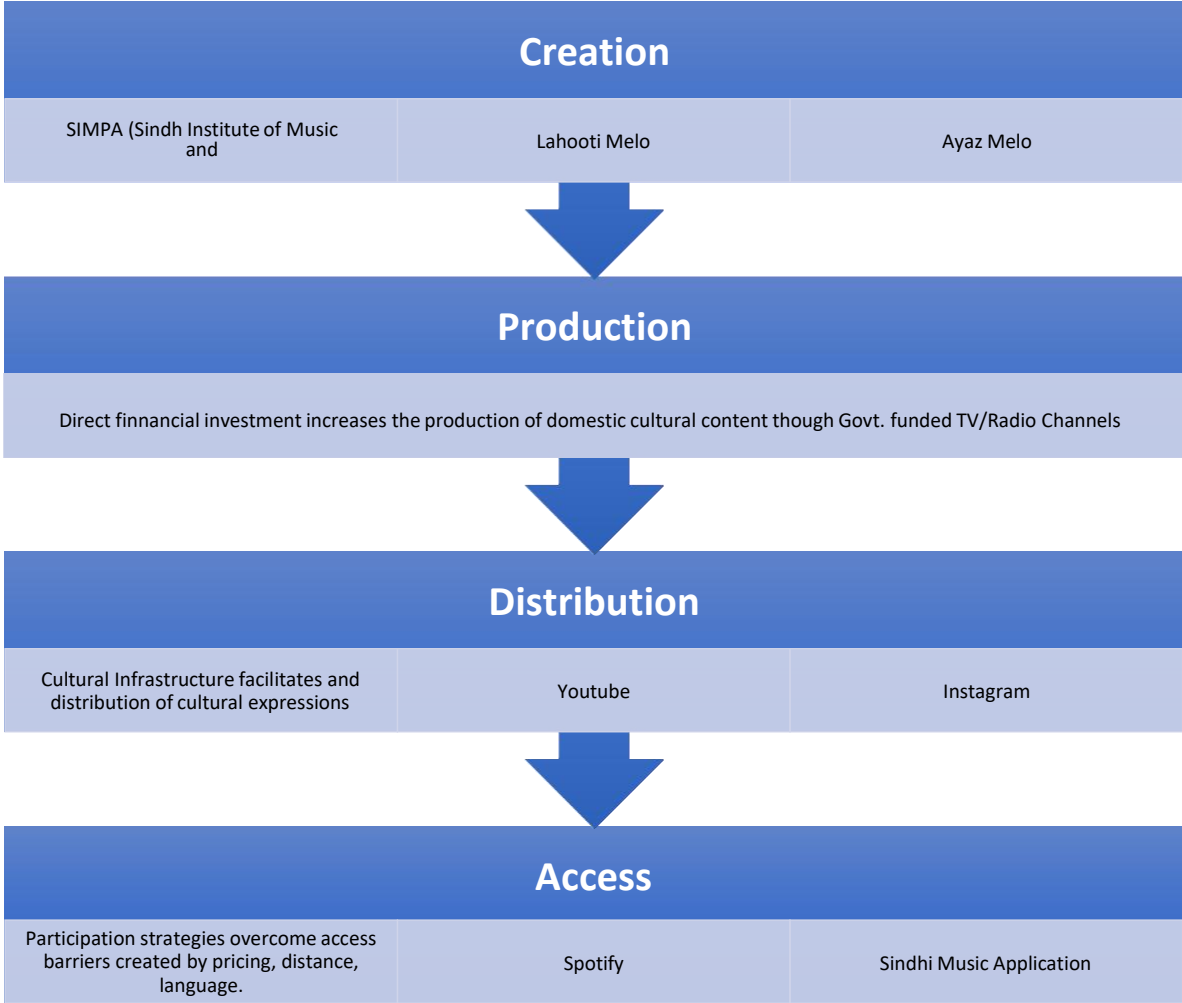 Creation
SIMPA (Sindh Institute of Music
and
Lahooti Melo
Ayaz Melo
Production
Direct finnancial investment increases the production of domestic cultural content though Govt. funded TV/Radio Channels
Distribution
Cultural Infrastructure facilitates and
distribution of cultural expressions
Youtube
Instagram
Access
Participation strategies overcome access
barriers created by pricing, distance,
language.
Spotify
Sindhi Music Application